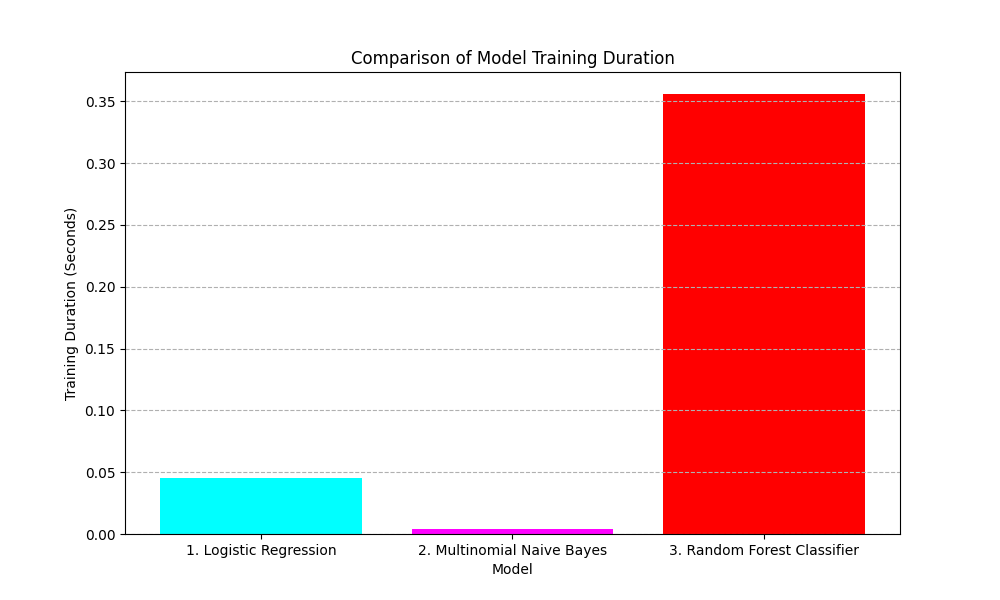 Comparison of Model Training Duration
Training Duration (Seconds)
0.35
0.30
0.25
0.20
0.15
0.10
0.05
0.00
1. Logistic Regression
2. Multinomial Naive Bayes
3. Random Forest Classifier
Model